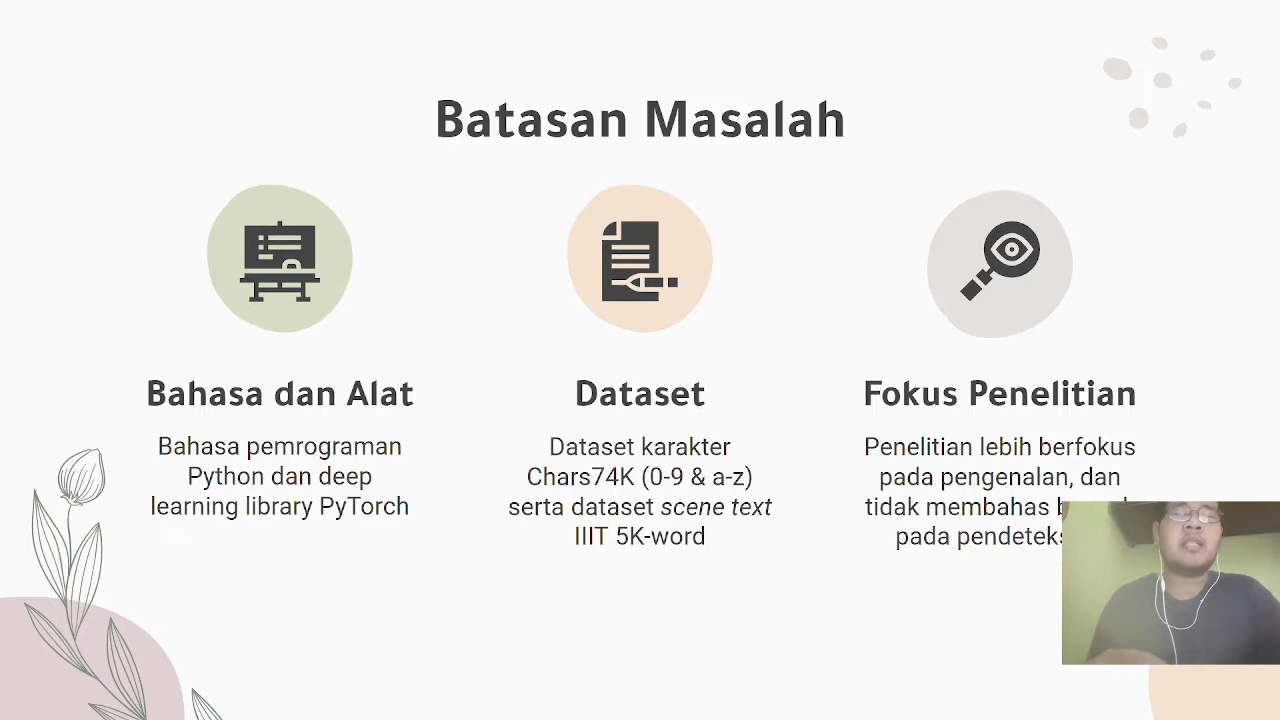 Batasan Masalah
Bahasa dan Alat
Bahasa pemrograman
Python dan deep
learning library PyTorch
Dataset
Dataset karakter
Chars74K (0-9 & a-z)
serta dataset scene text
IIIT 5K-word
Fokus Penelitian
Penelitian lebih berfokus
pada pengenalan, dan
tidak membahas
pada